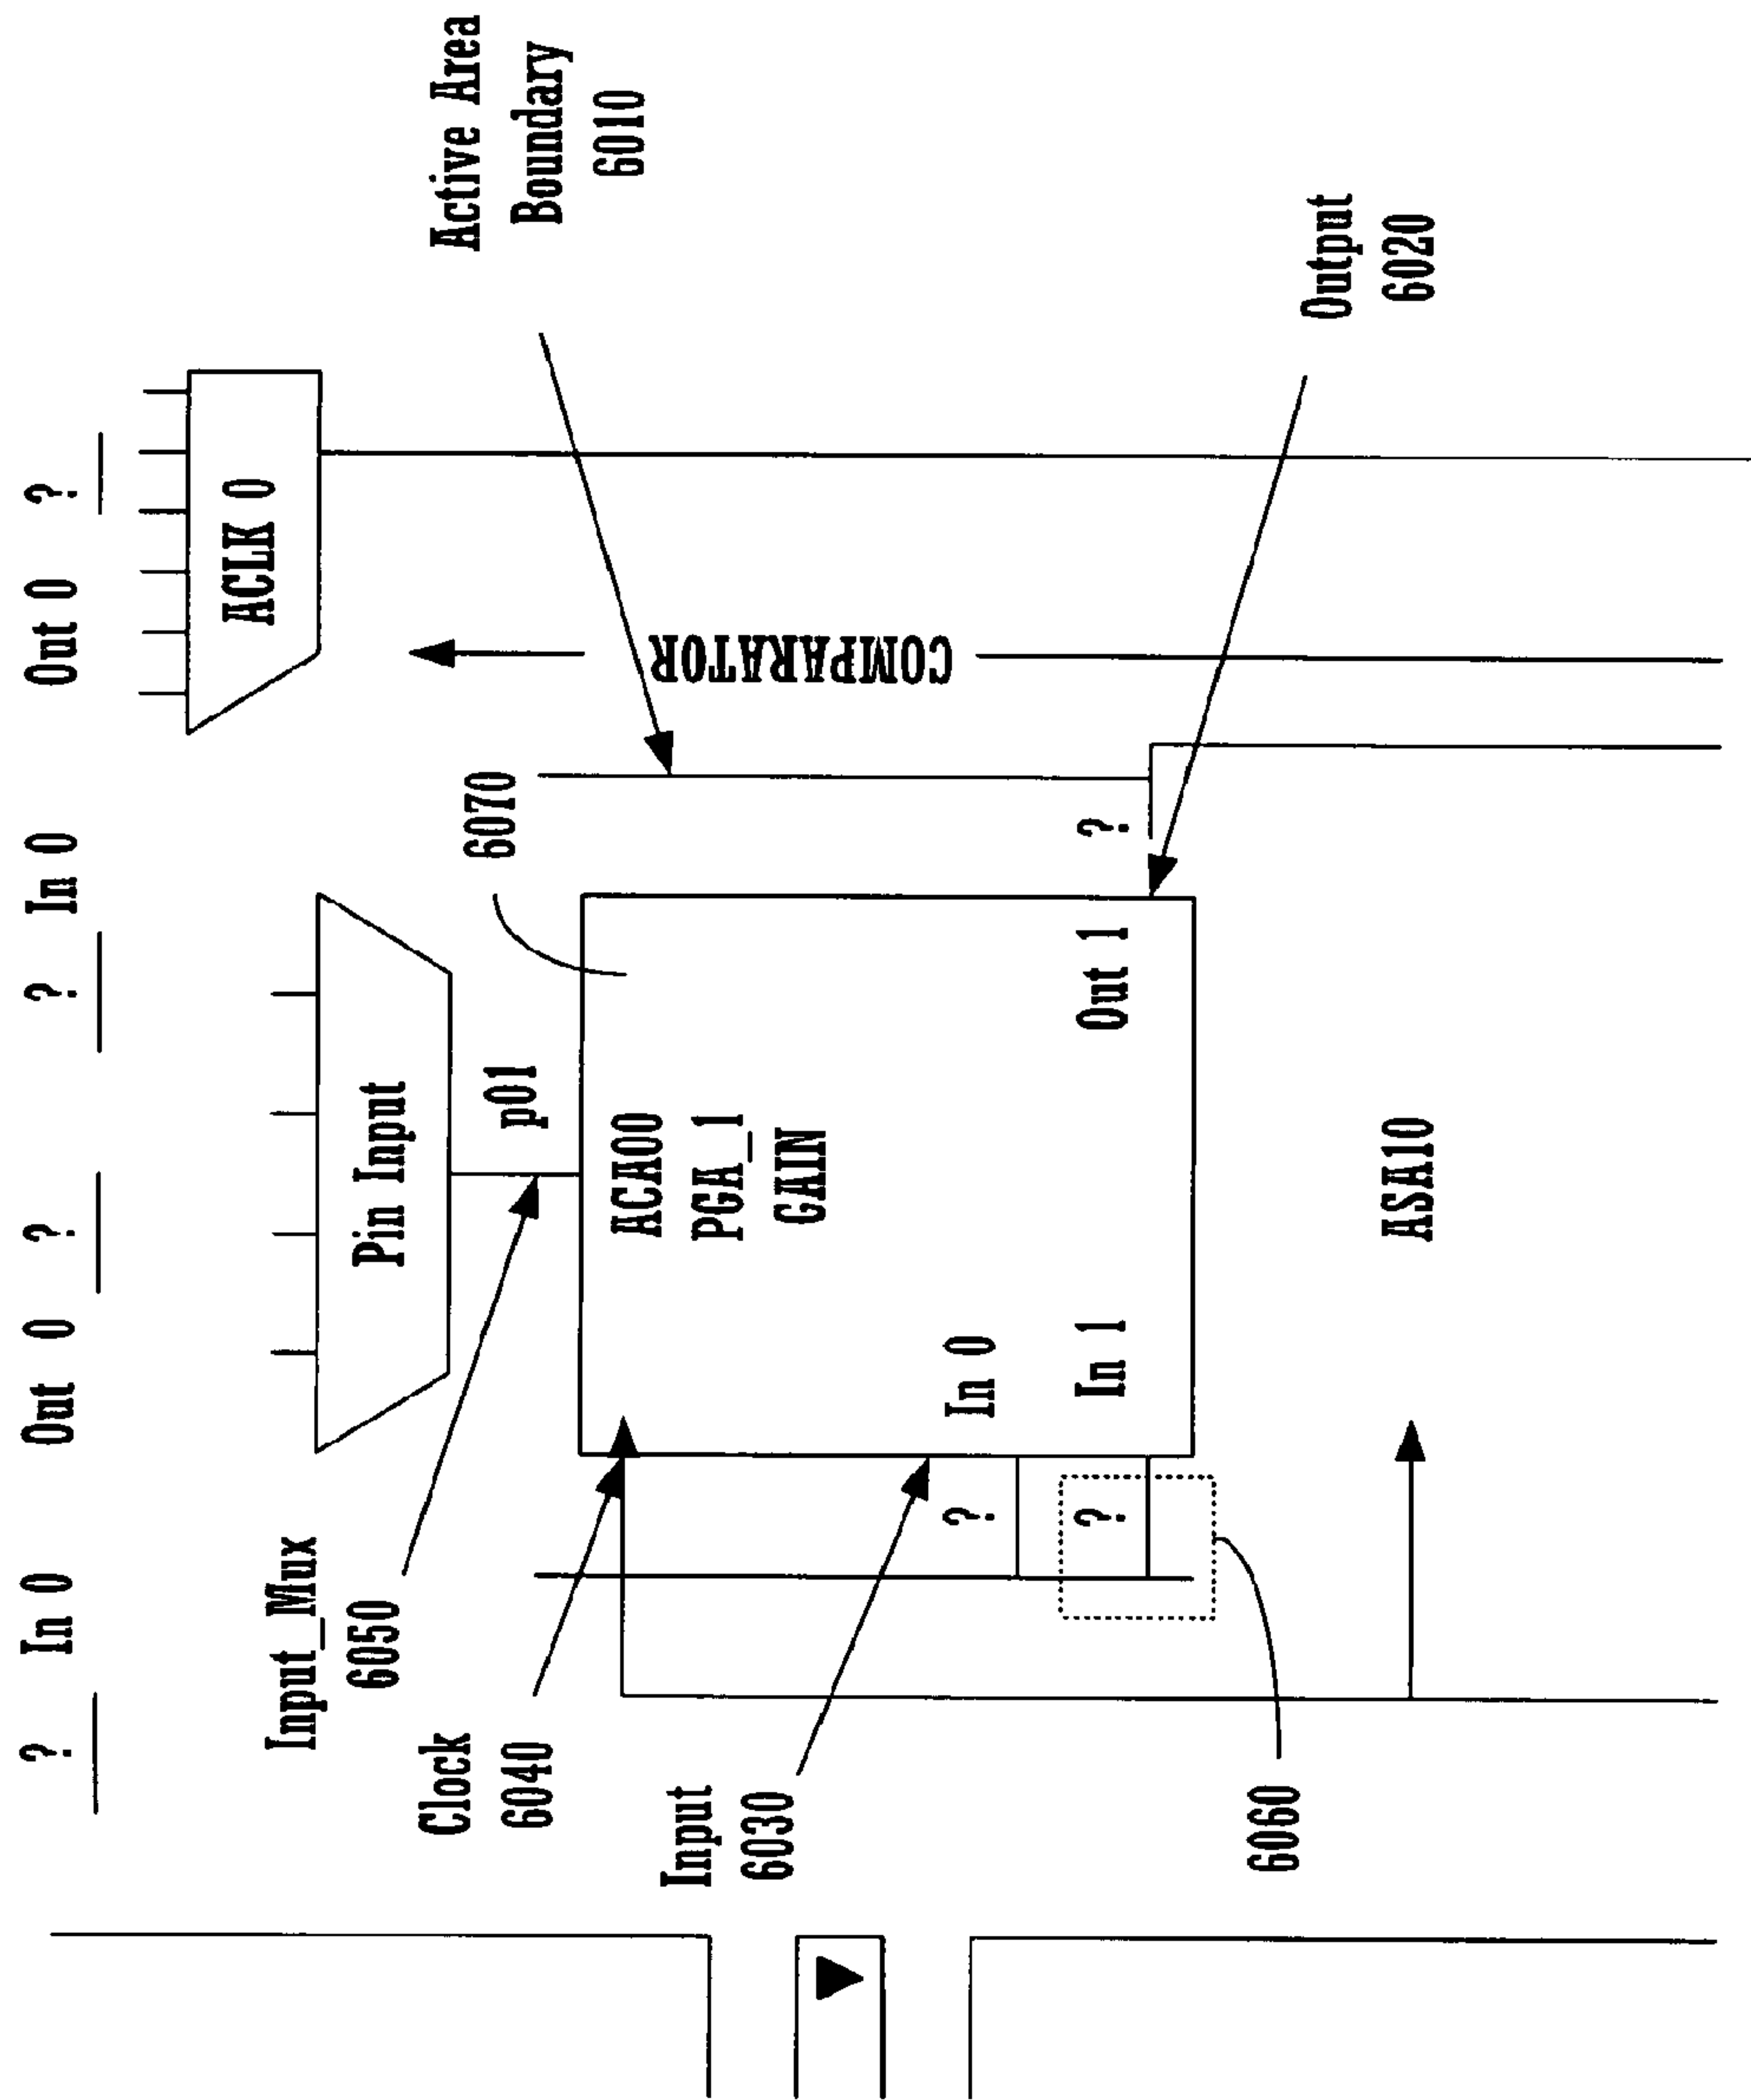 ? In 0 Out 0 ? ? In 0 Out 0 ?
ACLK 0
Input_Mux
6050
Pin Input
p01
6070
Active Area
Boundary
6010
Clock
6040
ACA00
PGA_1
GAIN
COMPARATOR
Input
6030
? In 0
? In 1
Out 1 ?
6060
ASA10
Output
6020